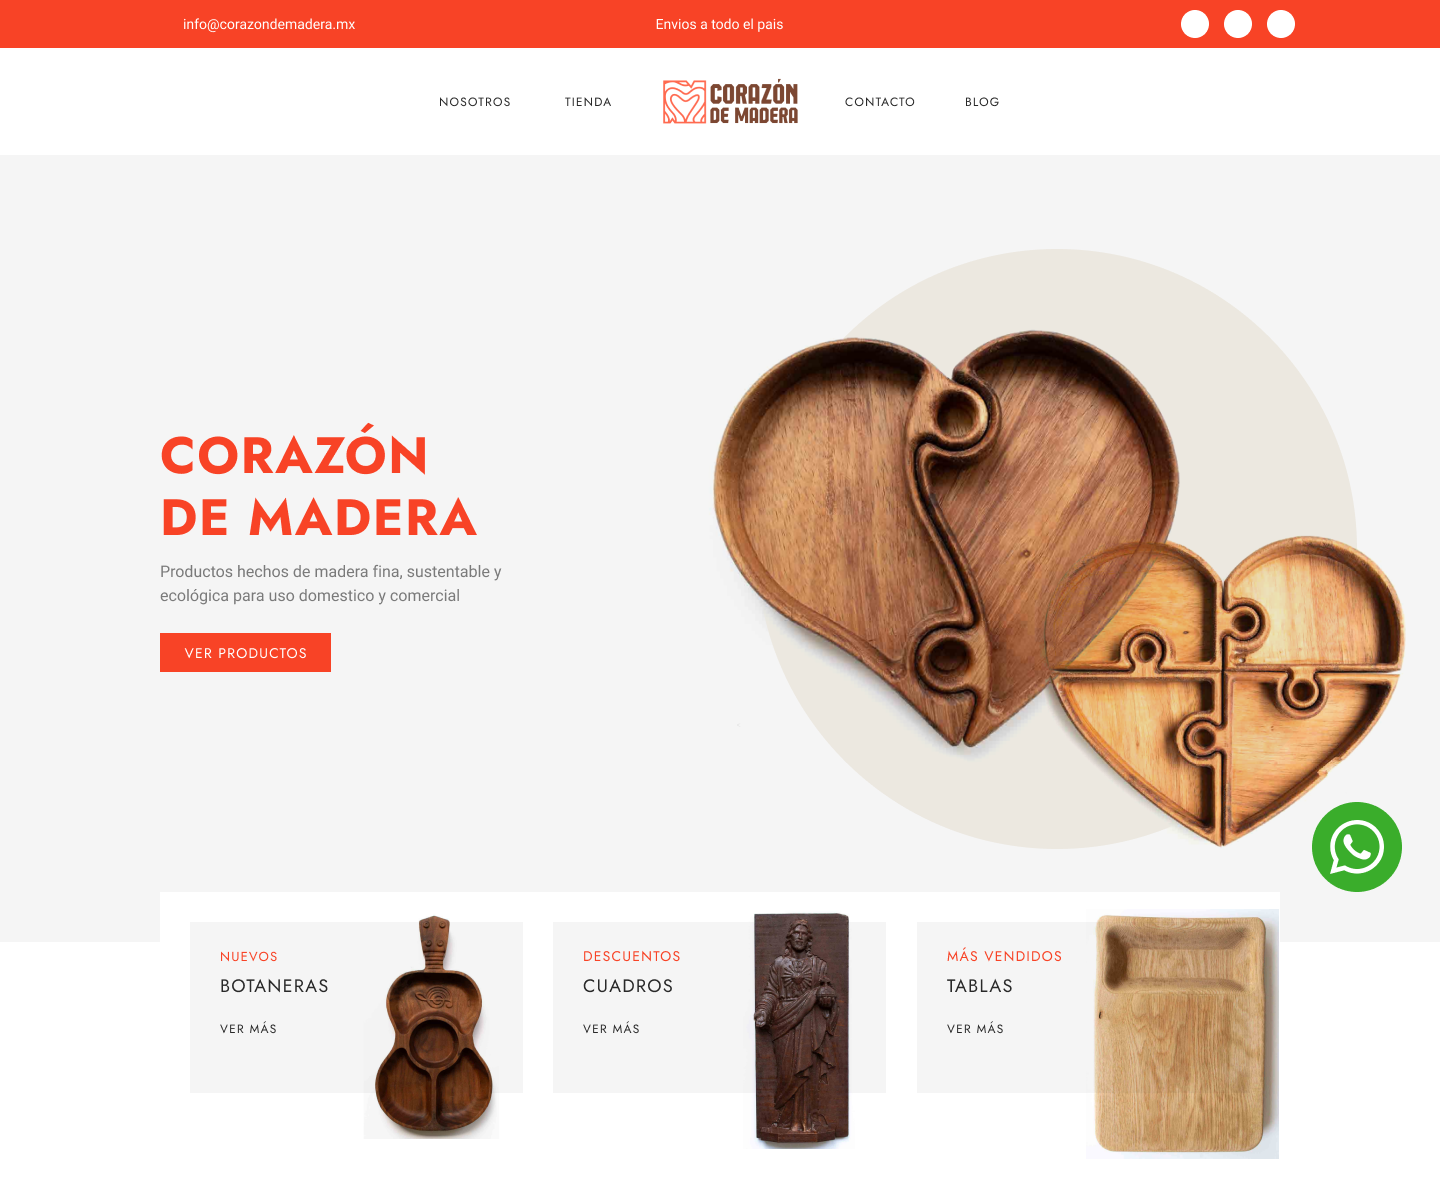 info@corazondemadera.mx
Envios a todo el pais
NOSOTROS
TIENDA
CORAZÓN
DE MADERA
CONTACTO
BLOG
CORAZÓN
DE MADERA
Productos hechos de madera fina, sustentable y
ecológica para uso domestico y comercial
VER PRODUCTOS
NUEVOS
BOTANERAS
VER MÁS
DESCUENTOS
CUADROS
VER MÁS
MÁS VENDIDOS
TABLAS
VER MÁS